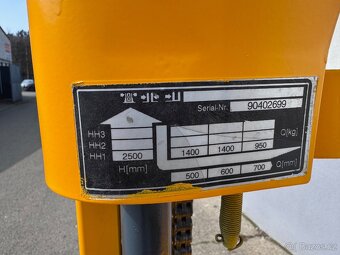 Serial-Nr. 90402699
HH3 Q[kg]
HH2
HH1 2500 1400 1400 950
H[mm] 500 600 700 Q[mm]